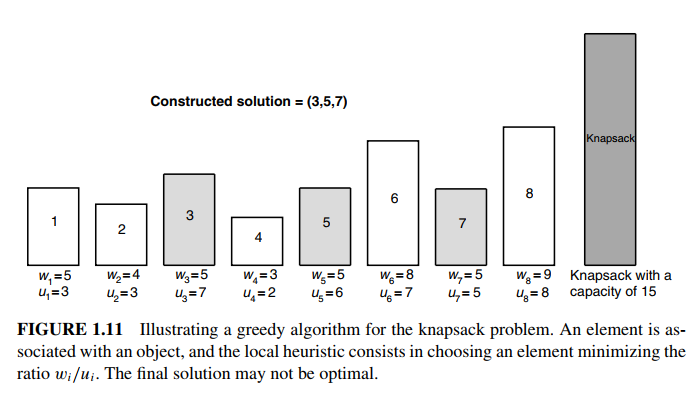 Constructed solution = (3,5,7)
Knapsack
1
2
3
4
5
6
7
8
w₁=5
u₁=3
w₂=4
u₂=3
w₃=5
u₃=7
w₄=3
u₄=2
w₅=5
u₅=6
w₆=8
u₆=7
w₇=5
u₇=5
w₈=9
u₈=8
Knapsack with a
capacity of 15
FIGURE 1.11 Illustrating a greedy algorithm for the knapsack problem. An element is as-
sociated with an object, and the local heuristic consists in choosing an element minimizing the
ratio wᵢ/uᵢ. The final solution may not be optimal.